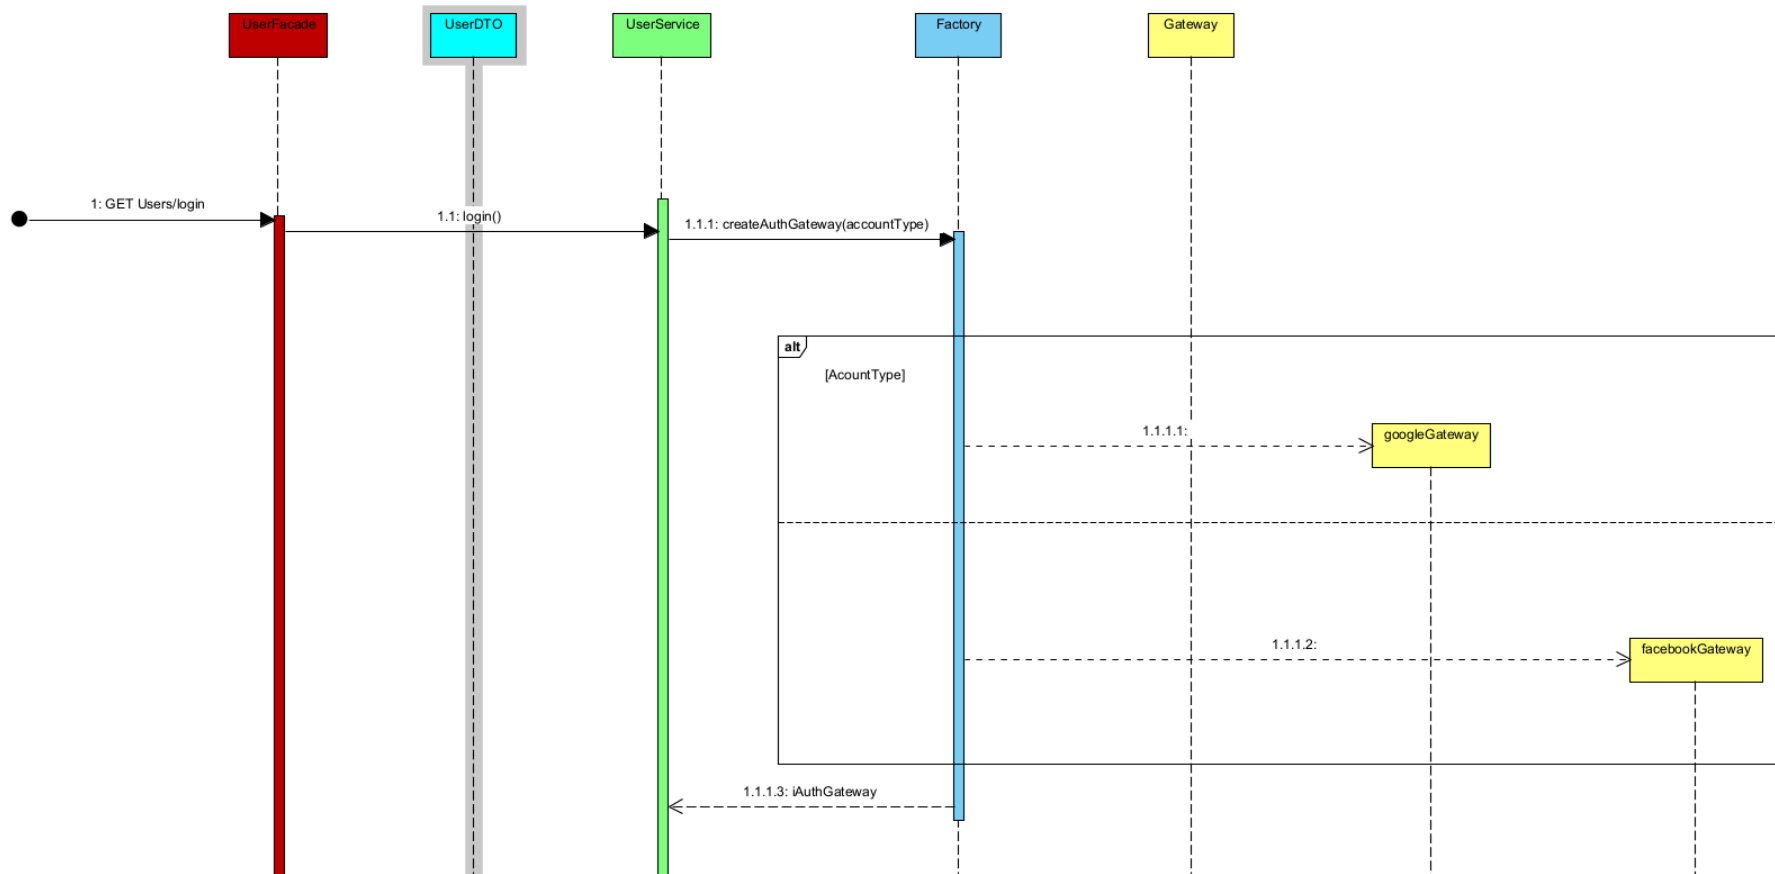 UserFacade
UserDTO
UserService
Factory
Gateway
1: GET Users/login
1.1: login()
1.1.1: createAuthGateway(accountType)
alt
[AcountType]
1.1.1.1:
googleGateway
1.1.1.2:
facebookGateway
1.1.1.3: iAuthGateway